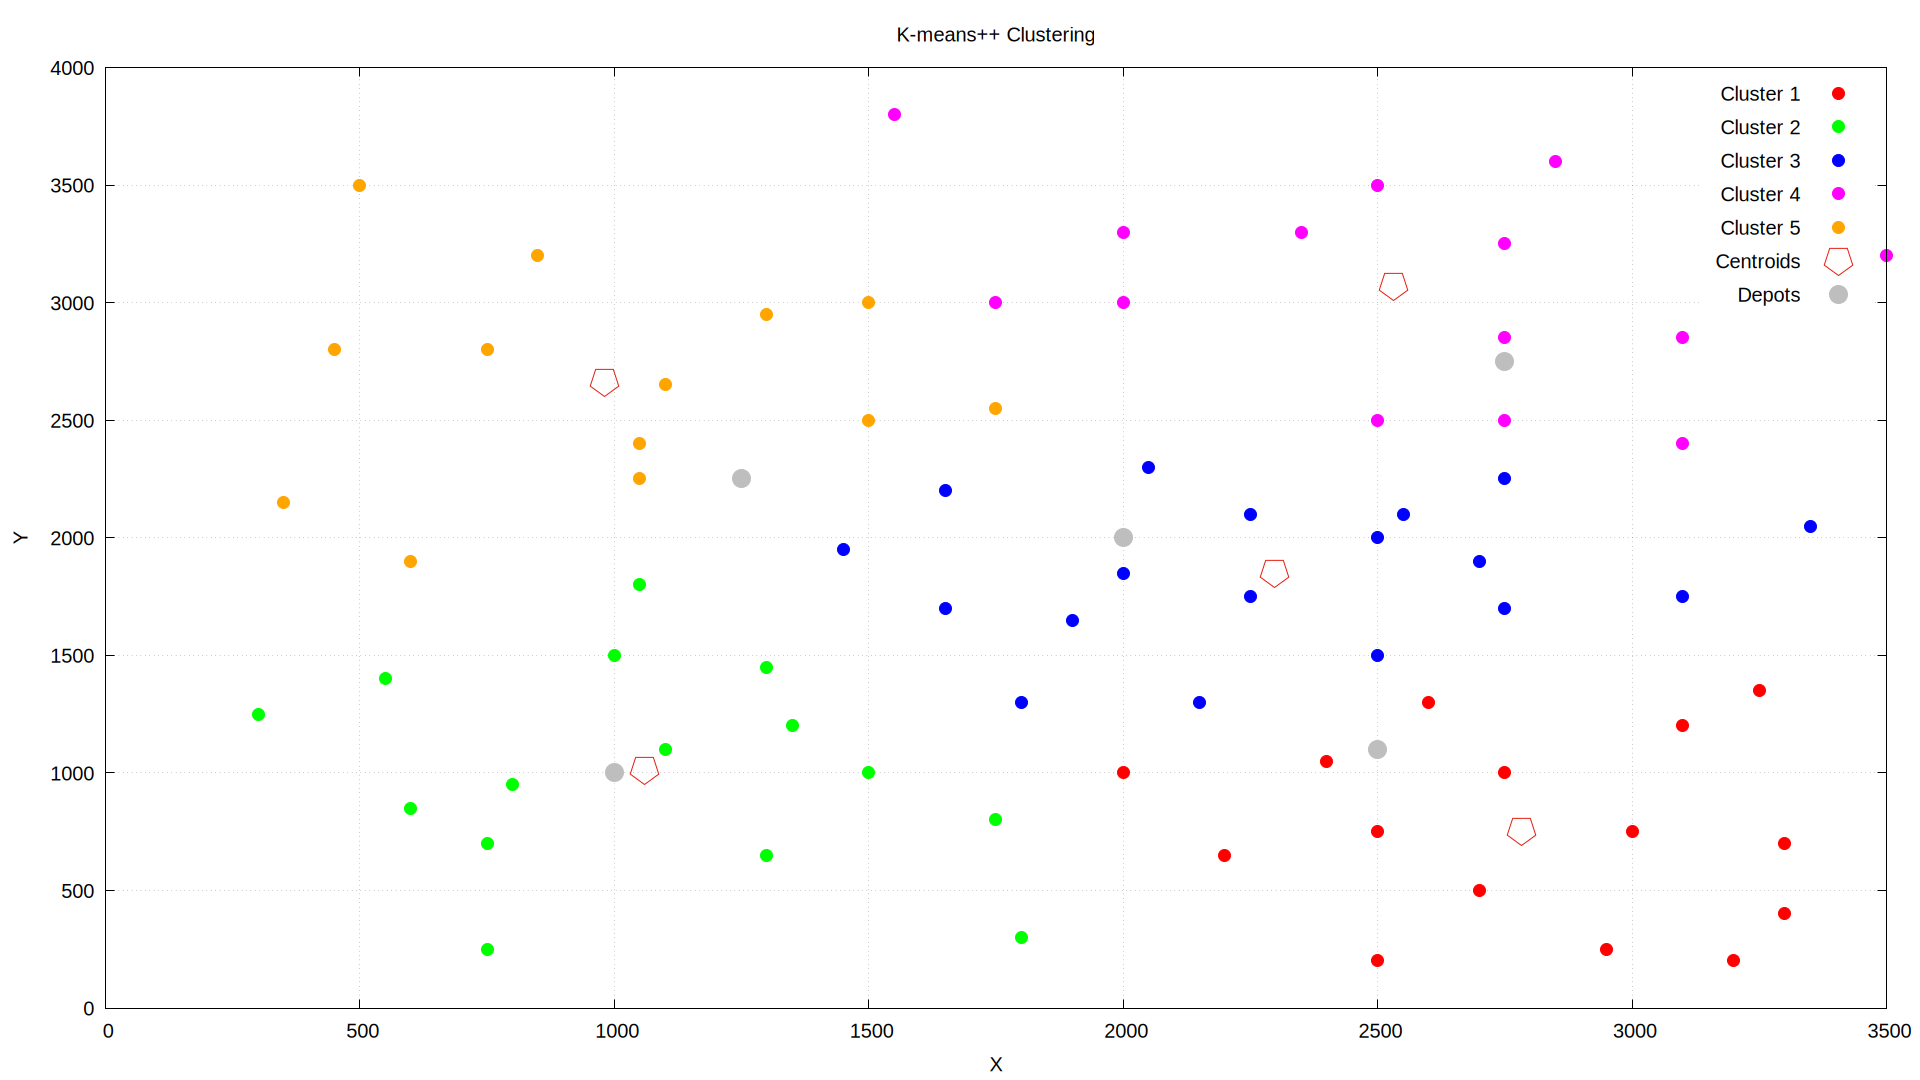 K-means++ Clustering
4000
3500
3000
2500
2000
1500
1000
500
0
Y
Cluster 1
Cluster 2
Cluster 3
Cluster 4
Cluster 5
Centroids
Depots
0 500 1000 1500 2000 2500 3000 3500
X